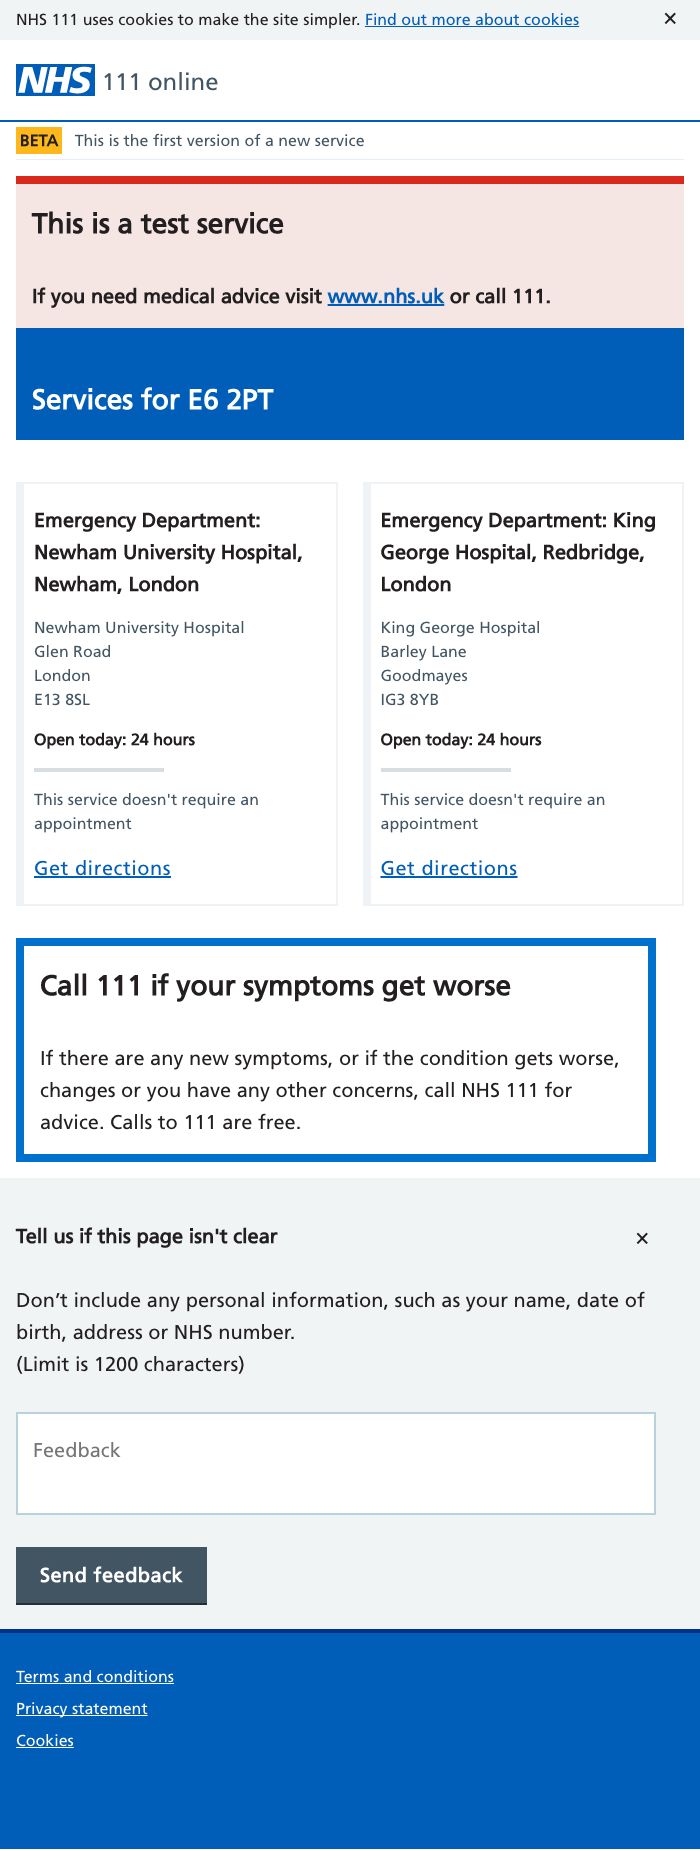 NHS 111 uses cookies to make the site simpler. Find out more about cookies ✕
NHS 111 online
BETA This is the first version of a new service
This is a test service
If you need medical advice visit www.nhs.uk or call 111.
Services for E6 2PT
Emergency Department:
Newham University Hospital,
Newham, London
Newham University Hospital
Glen Road
London
E13 8SL
Open today: 24 hours
This service doesn't require an
appointment
Get directions
Emergency Department: King
George Hospital, Redbridge,
London
King George Hospital
Barley Lane
Goodmayes
IG3 8YB
Open today: 24 hours
This service doesn't require an
appointment
Get directions
Call 111 if your symptoms get worse
If there are any new symptoms, or if the condition gets worse,
changes or you have any other concerns, call NHS 111 for
advice. Calls to 111 are free.
Tell us if this page isn't clear ✕
Don’t include any personal information, such as your name, date of
birth, address or NHS number.
(Limit is 1200 characters)
Feedback
Send feedback
Terms and conditions
Privacy statement
Cookies